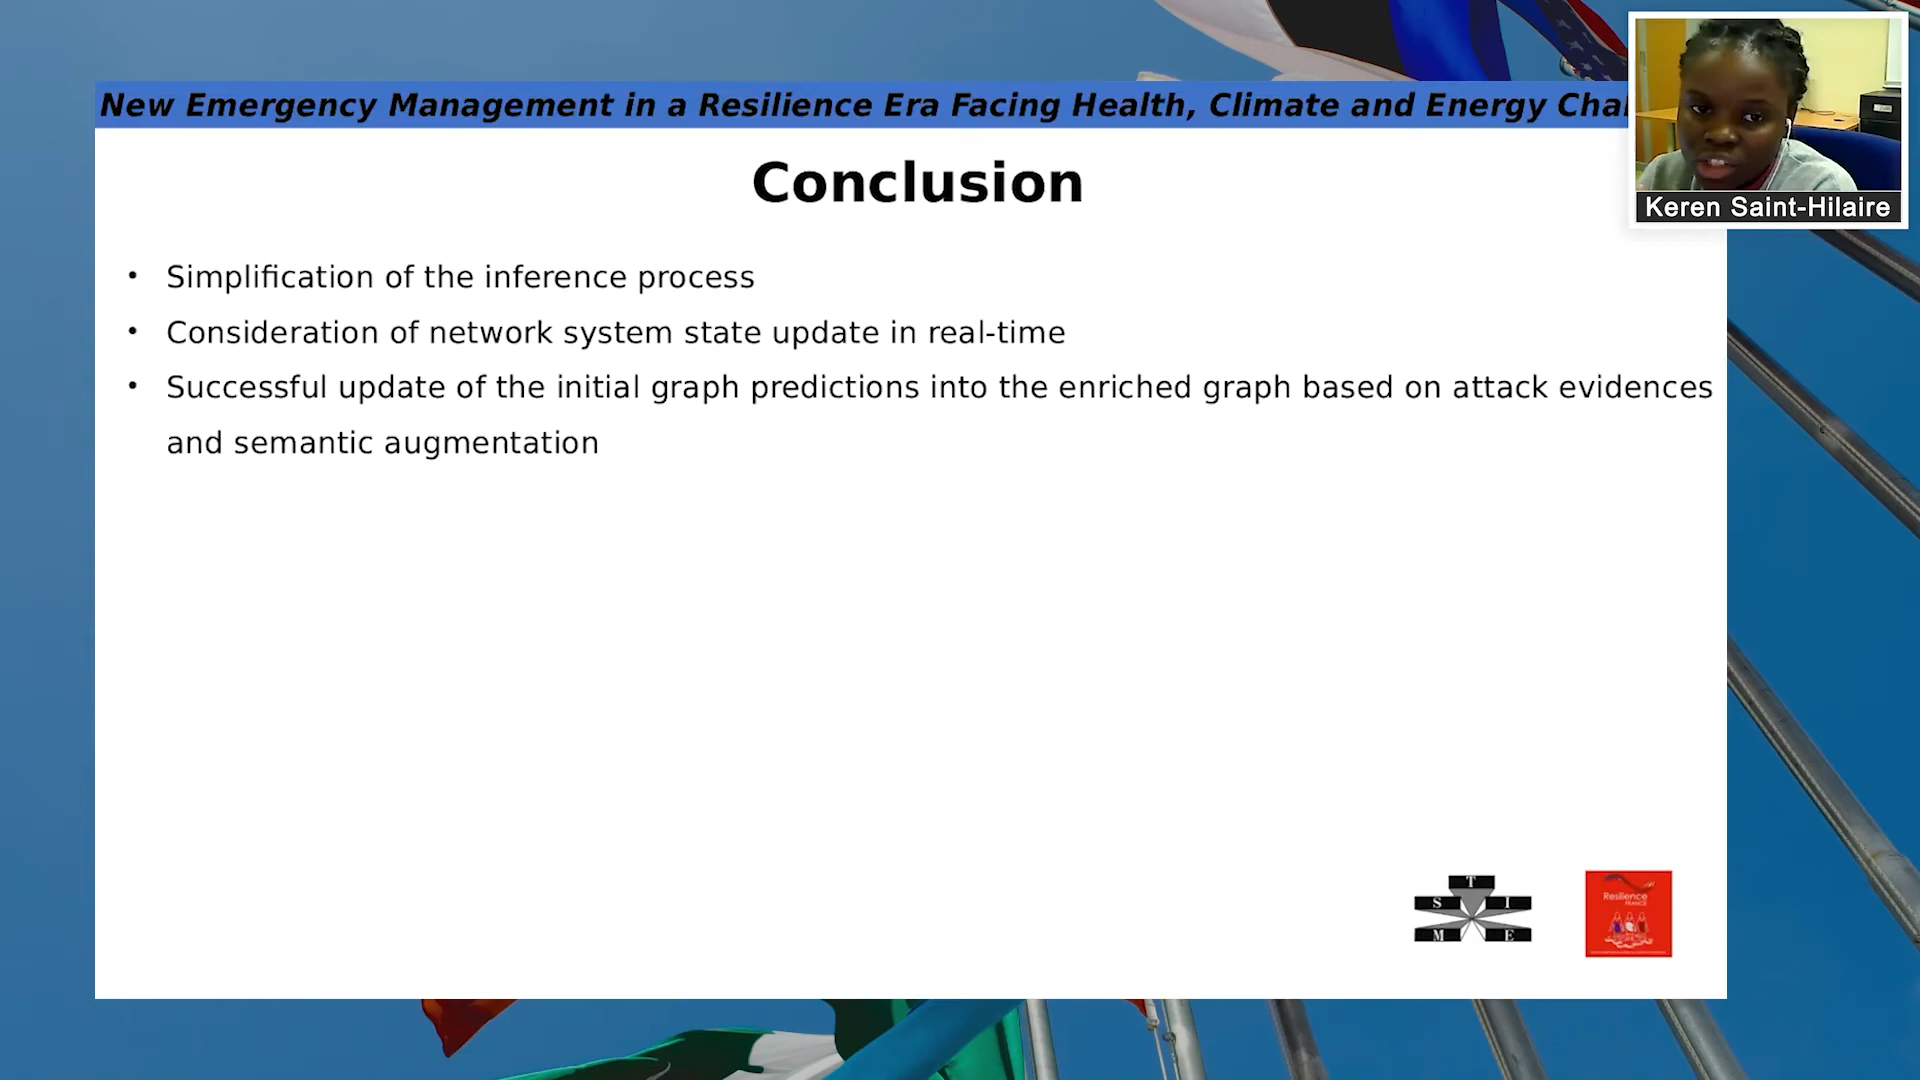 New Emergency Management in a Resilience Era Facing Health, Climate and Energy
Keren Saint-Hilaire
Conclusion
• Simplification of the inference process
• Consideration of network system state update in real-time
• Successful update of the initial graph predictions into the enriched graph based on attack evidences
and semantic augmentation
T
S I
M E
Resilience
FRANCE